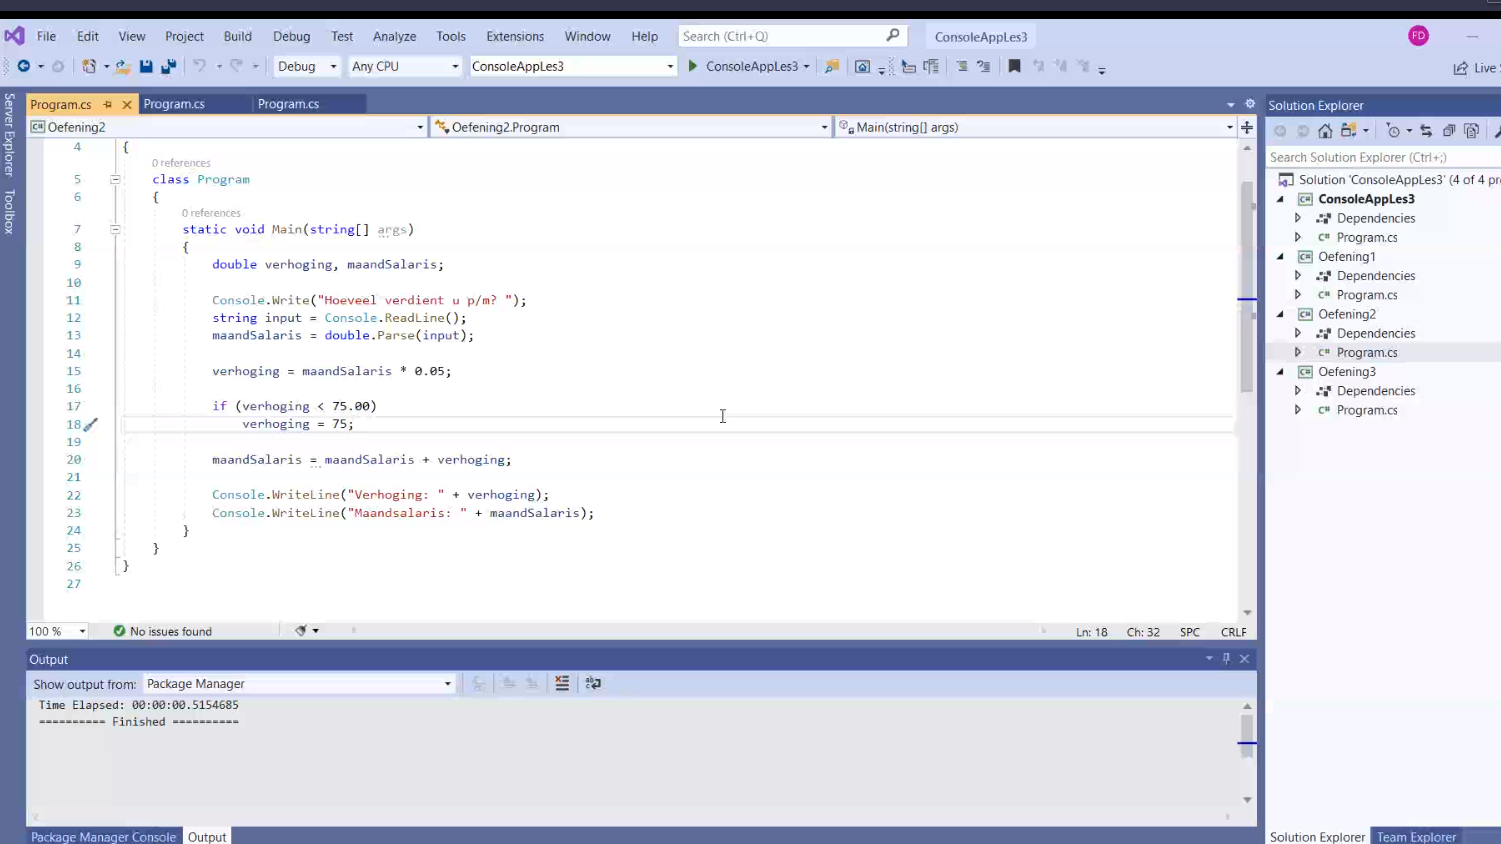 File Edit View Project Build Debug Test Analyze Tools Extensions Window Help Search (Ctrl+Q) ConsoleAppLes3 FD
Debug Any CPU ConsoleAppLes3 ConsoleAppLes3 Live
Server Explorer
Toolbox
Program.cs Program.cs Program.cs
Oefening2 Oefening2.Program Main(string[] args)
4 {
0 references
5 class Program
6 {
0 references
7 static void Main(string[] args)
8 {
9 double verhoging, maandSalaris;
10
11 Console.Write("Hoeveel verdient u p/m? ");
12 string input = Console.ReadLine();
13 maandSalaris = double.Parse(input);
14
15 verhoging = maandSalaris * 0.05;
16
17 if (verhoging < 75.00)
18 verhoging = 75;
19
20 maandSalaris = maandSalaris + verhoging;
21
22 Console.WriteLine("Verhoging: " + verhoging);
23 Console.WriteLine("Maandsalaris: " + maandSalaris);
24 }
25 }
26 }
27
100 % No issues found Ln: 18 Ch: 32 SPC CRLF
Output
Show output from: Package Manager
Time Elapsed: 00:00:00.5154685
========== Finished ==========
Package Manager Console Output
Solution Explorer
Search Solution Explorer (Ctrl+;)
Solution 'ConsoleAppLes3' (4 of 4 pr
ConsoleAppLes3
Dependencies
C# Program.cs
Oefening1
Dependencies
C# Program.cs
Oefening2
Dependencies
C# Program.cs
Oefening3
Dependencies
C# Program.cs
Solution Explorer Team Explorer